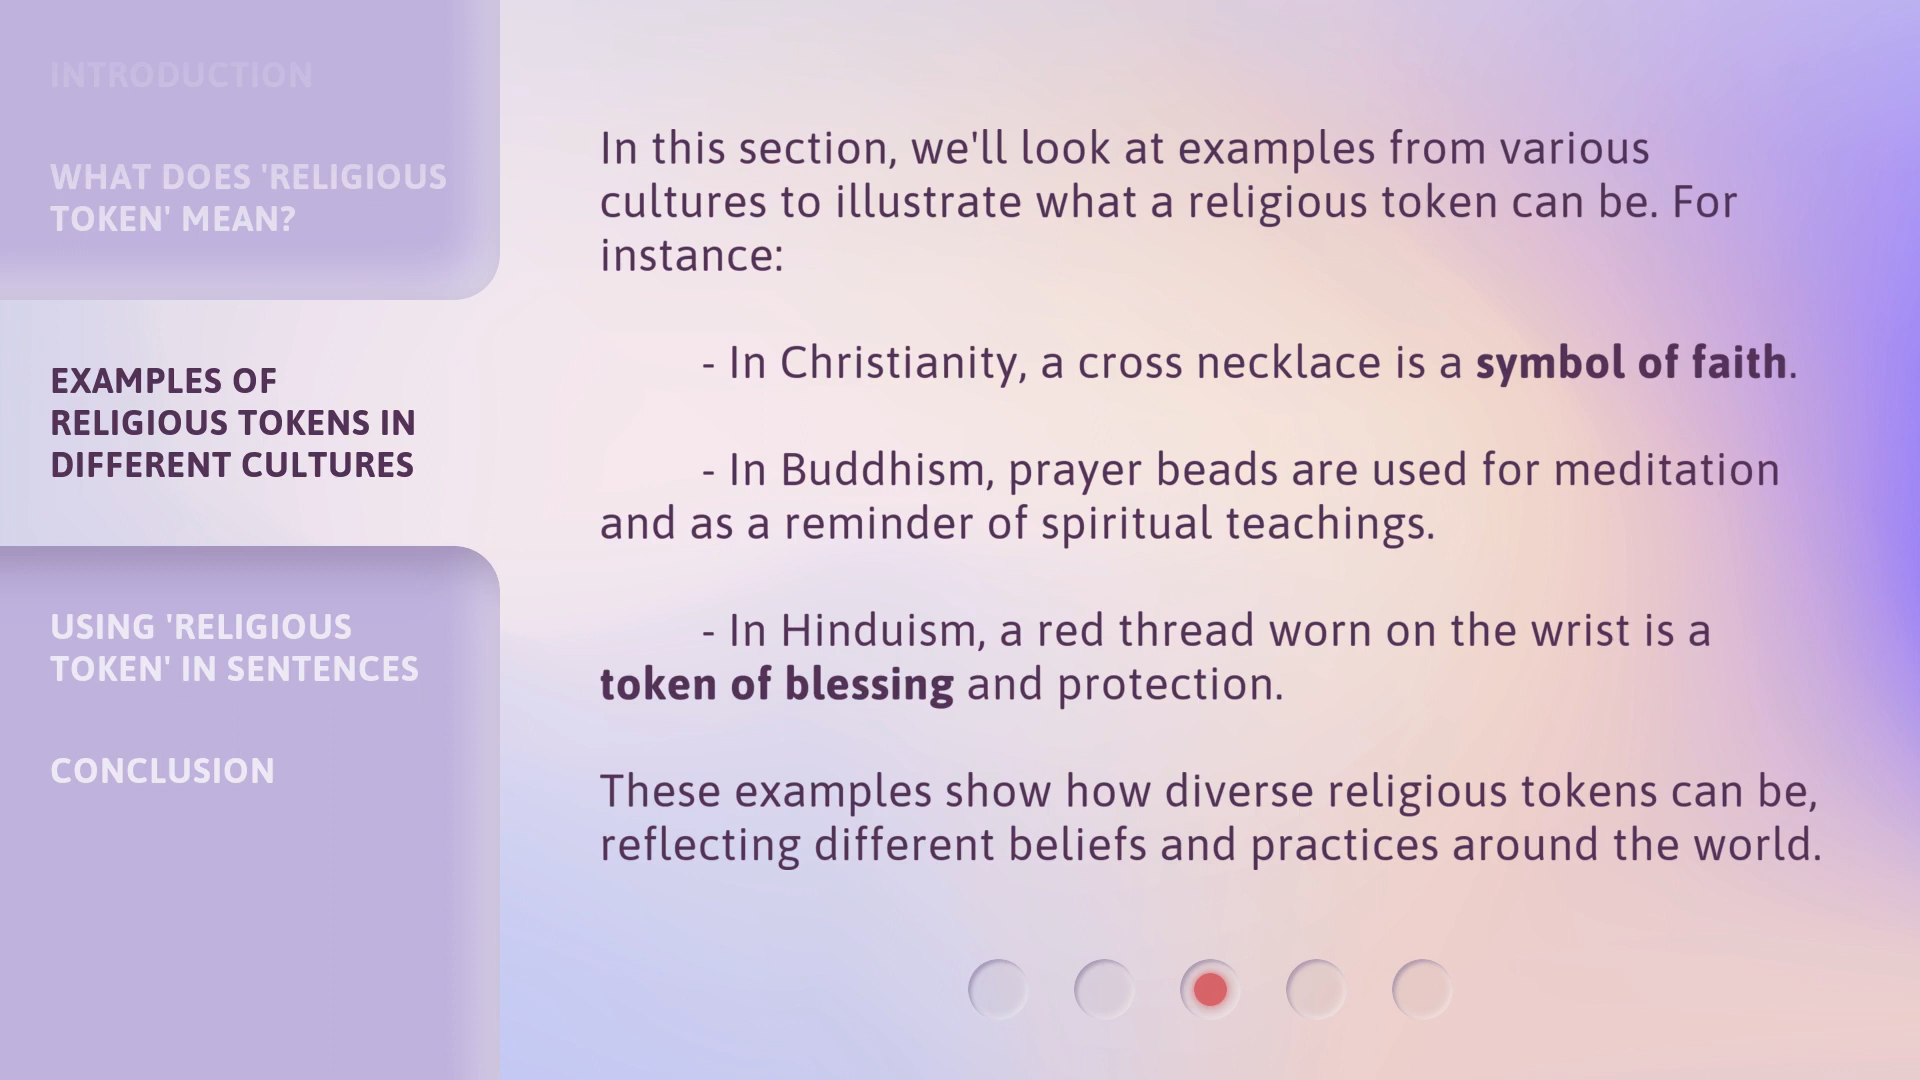 INTRODUCTION
WHAT DOES 'RELIGIOUS
TOKEN' MEAN?
EXAMPLES OF
RELIGIOUS TOKENS IN
DIFFERENT CULTURES
USING 'RELIGIOUS
TOKEN' IN SENTENCES
CONCLUSION
In this section, we'll look at examples from various
cultures to illustrate what a religious token can be. For
instance:
- In Christianity, a cross necklace is a symbol of faith.
- In Buddhism, prayer beads are used for meditation
and as a reminder of spiritual teachings.
- In Hinduism, a red thread worn on the wrist is a
token of blessing and protection.
These examples show how diverse religious tokens can be,
reflecting different beliefs and practices around the world.